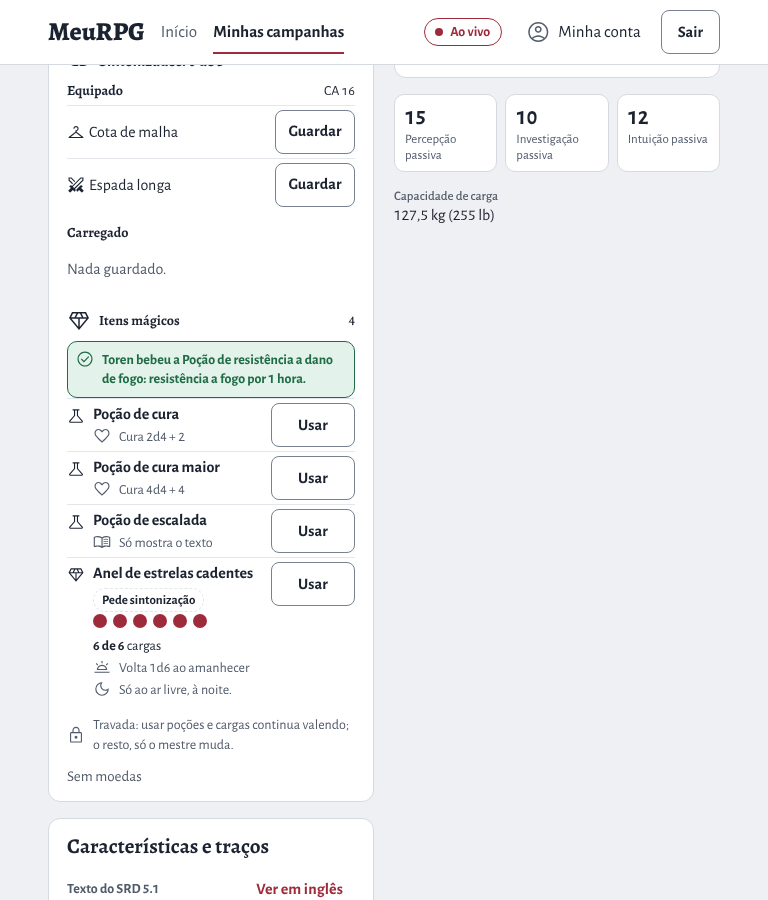 MeuRPG
Início
Minhas campanhas
Ao vivo
Minha conta
Sair
Equipado
CA 16
Cota de malha
Guardar
Espada longa
Guardar
Carregado
Nada guardado.
Itens mágicos
4
Toren bebeu a Poção de resistência a dano
de fogo: resistência a fogo por 1 hora.
Poção de cura
Cura 2d4 + 2
Usar
Poção de cura maior
Cura 4d4 + 4
Usar
Poção de escalada
Só mostra o texto
Usar
Anel de estrelas cadentes
Usar
Pede sintonização
6 de 6 cargas
Volta 1d6 ao amanhecer
Só ao ar livre, à noite.
Travada: usar poções e cargas continua valendo;
o resto, só o mestre muda.
Sem moedas
Características e traços
Texto do SRD 5.1
Ver em inglês
15
Percepção
passiva
10
Investigação
passiva
12
Intuição passiva
Capacidade de carga
127,5 kg (255 lb)